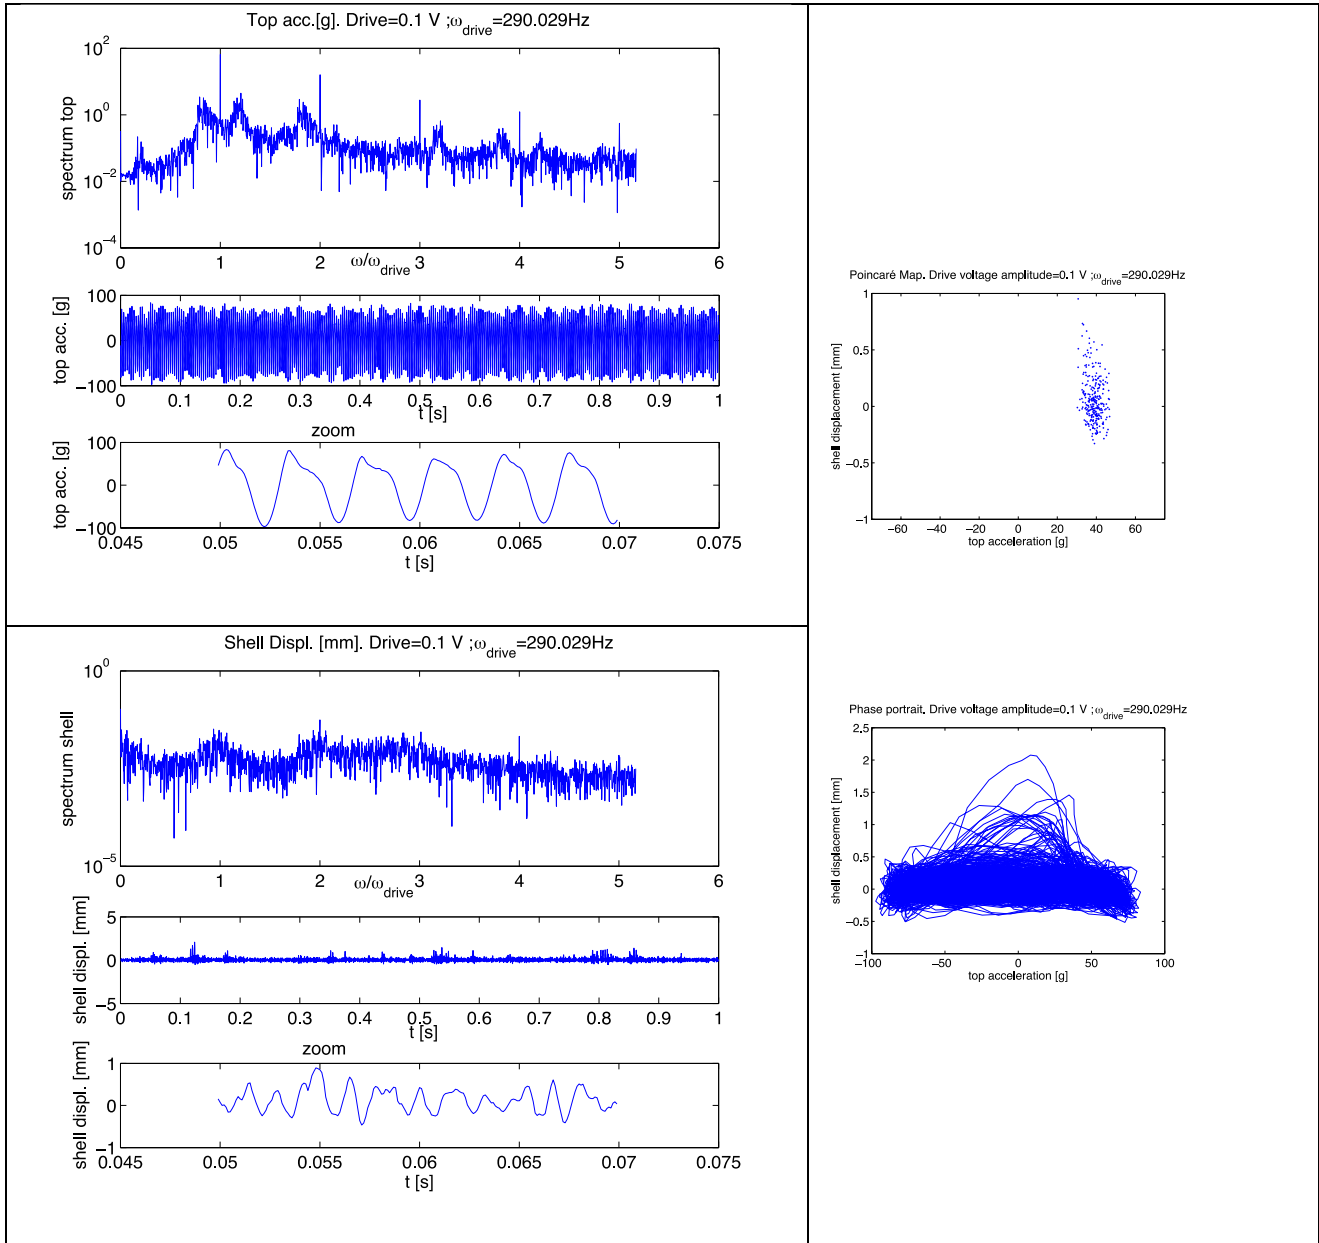 Top acc.[g]. Drive=0.1 V ;ωdrive=290.029Hz
10^2
10^0
10^−2
10^−4
spectrum top
0 1 2 3 4 5 6
ω/ωdrive
100
0
−100
top acc. [g]
0 0.1 0.2 0.3 0.4 0.5 0.6 0.7 0.8 0.9 1
t [s]
zoom
100
0
−100
top acc. [g]
0.045 0.05 0.055 0.06 0.065 0.07 0.075
t [s]
Poincaré Map. Drive voltage amplitude=0.1 V ;ωdrive=290.029Hz
1
0.5
0
−0.5
−1
shell displacement [mm]
−60 −40 −20 0 20 40 60
top acceleration [g]
Shell Displ. [mm]. Drive=0.1 V ;ωdrive=290.029Hz
10^0
10^−5
spectrum shell
0 1 2 3 4 5 6
ω/ωdrive
5
0
−5
shell displ. [mm]
0 0.1 0.2 0.3 0.4 0.5 0.6 0.7 0.8 0.9 1
t [s]
zoom
1
0
−1
shell displ. [mm]
0.045 0.05 0.055 0.06 0.065 0.07 0.075
t [s]
Phase portrait. Drive voltage amplitude=0.1 V ;ωdrive=290.029Hz
2.5
2
1.5
1
0.5
0
−0.5
−1
shell displacement [mm]
−100 −50 0 50 100
top acceleration [g]